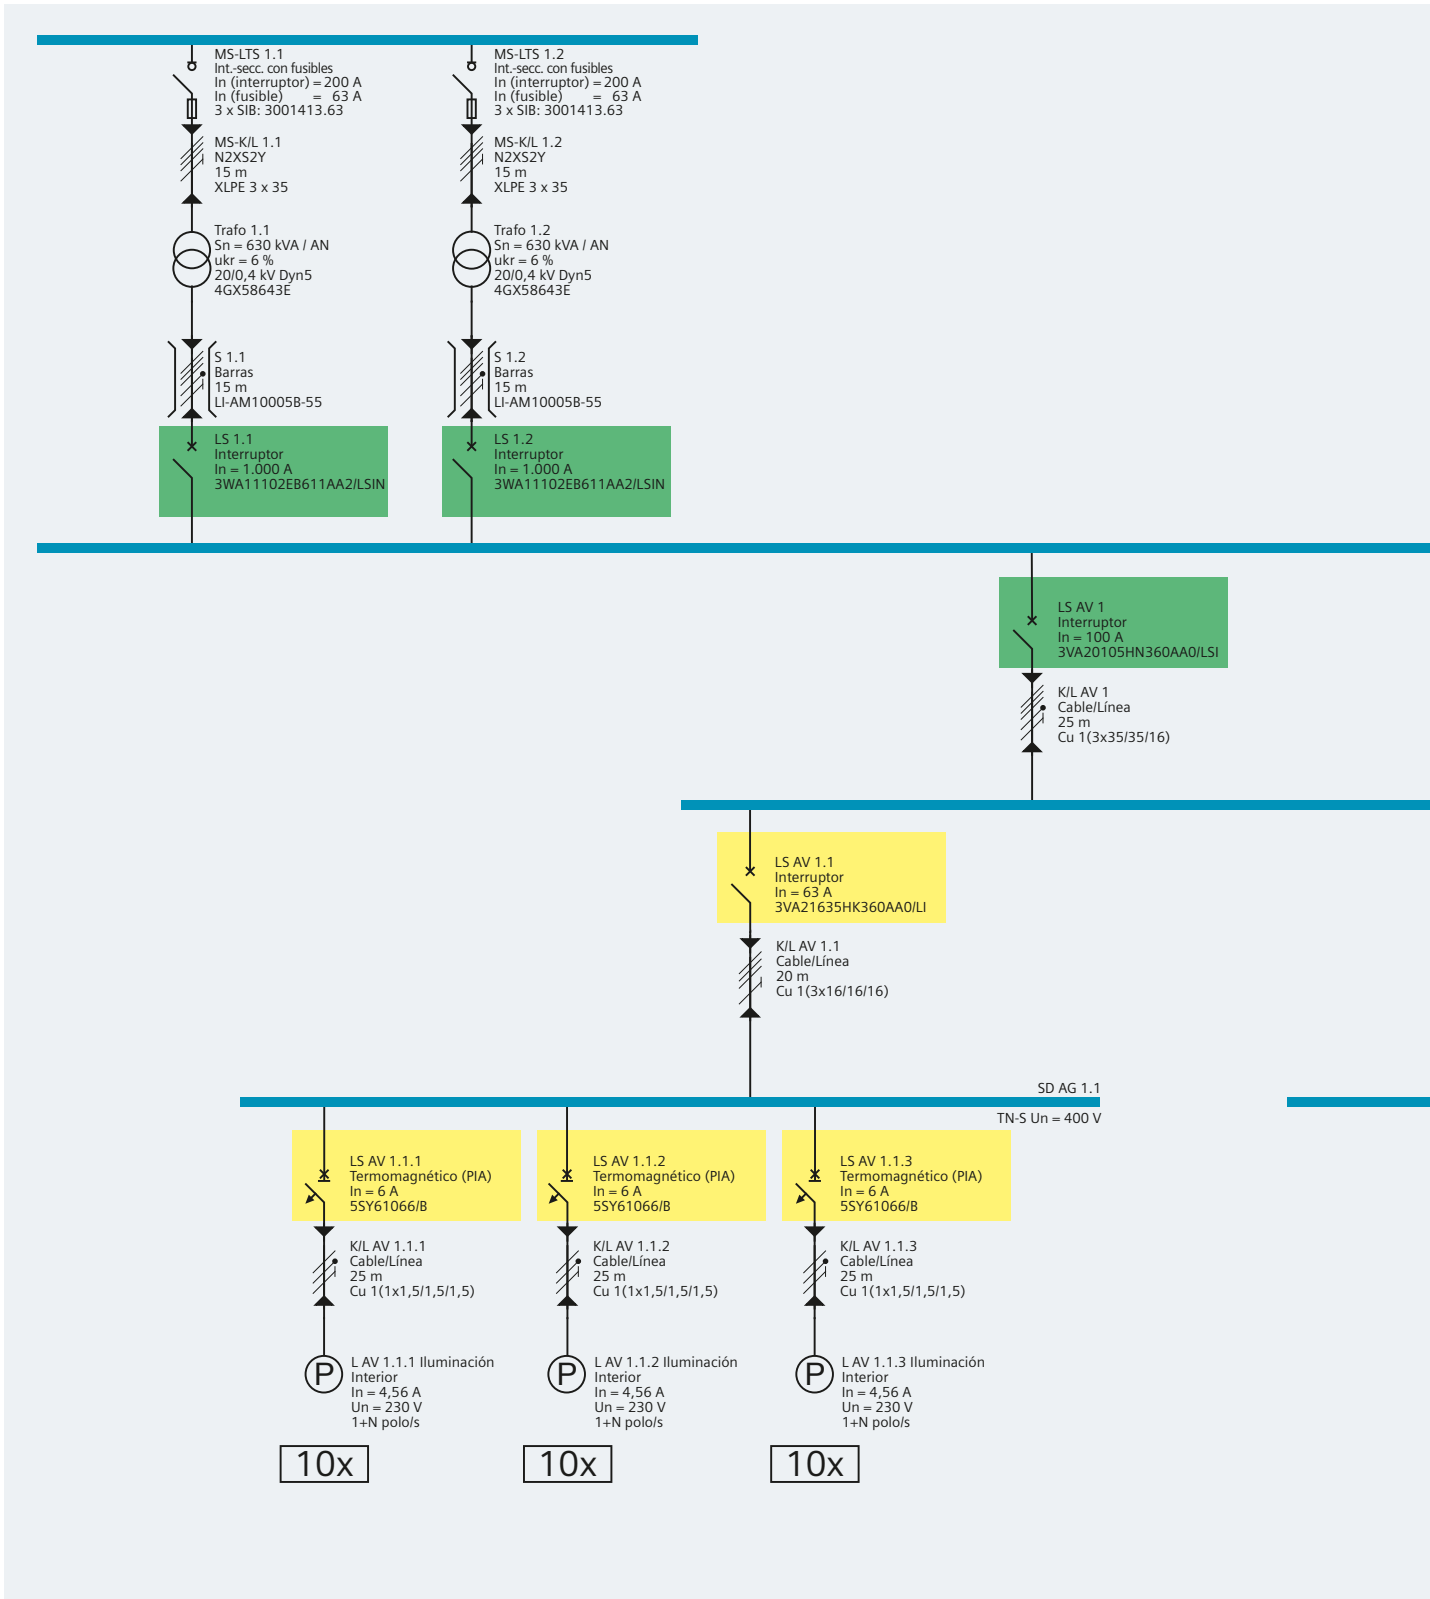 MS-LTS 1.1
Int.-secc. con fusibles
In (interruptor) = 200 A
In (fusible) = 63 A
3 x SIB: 3001413.63
MS-LTS 1.2
Int.-secc. con fusibles
In (interruptor) = 200 A
In (fusible) = 63 A
3 x SIB: 3001413.63
MS-K/L 1.1
N2XS2Y
15 m
XLPE 3 x 35
MS-K/L 1.2
N2XS2Y
15 m
XLPE 3 x 35
Trafo 1.1
Sn = 630 kVA / AN
ukr = 6 %
20/0,4 kV Dyn5
4GX58643E
Trafo 1.2
Sn = 630 kVA / AN
ukr = 6 %
20/0,4 kV Dyn5
4GX58643E
S 1.1
Barras
15 m
LI-AM10005B-55
S 1.2
Barras
15 m
LI-AM10005B-55
LS 1.1
Interruptor
In = 1.000 A
3WA11102EB611AA2/LSIN
LS 1.2
Interruptor
In = 1.000 A
3WA11102EB611AA2/LSIN
LS AV 1
Interruptor
In = 100 A
3VA20105HN360AA0/LSI
K/L AV 1
Cable/Línea
25 m
Cu 1(3x35/35/16)
LS AV 1.1
Interruptor
In = 63 A
3VA21635HK360AA0/LI
K/L AV 1.1
Cable/Línea
20 m
Cu 1(3x16/16/16)
SD AG 1.1
TN-S Un = 400 V
LS AV 1.1.1
Termomagnético (PIA)
In = 6 A
5SY61066/B
LS AV 1.1.2
Termomagnético (PIA)
In = 6 A
5SY61066/B
LS AV 1.1.3
Termomagnético (PIA)
In = 6 A
5SY61066/B
K/L AV 1.1.1
Cable/Línea
25 m
Cu 1(1x1,5/1,5/1,5)
K/L AV 1.1.2
Cable/Línea
25 m
Cu 1(1x1,5/1,5/1,5)
K/L AV 1.1.3
Cable/Línea
25 m
Cu 1(1x1,5/1,5/1,5)
P
L AV 1.1.1 Iluminación
Interior
In = 4,56 A
Un = 230 V
1+N polo/s
P
L AV 1.1.2 Iluminación
Interior
In = 4,56 A
Un = 230 V
1+N polo/s
P
L AV 1.1.3 Iluminación
Interior
In = 4,56 A
Un = 230 V
1+N polo/s
10x
10x
10x